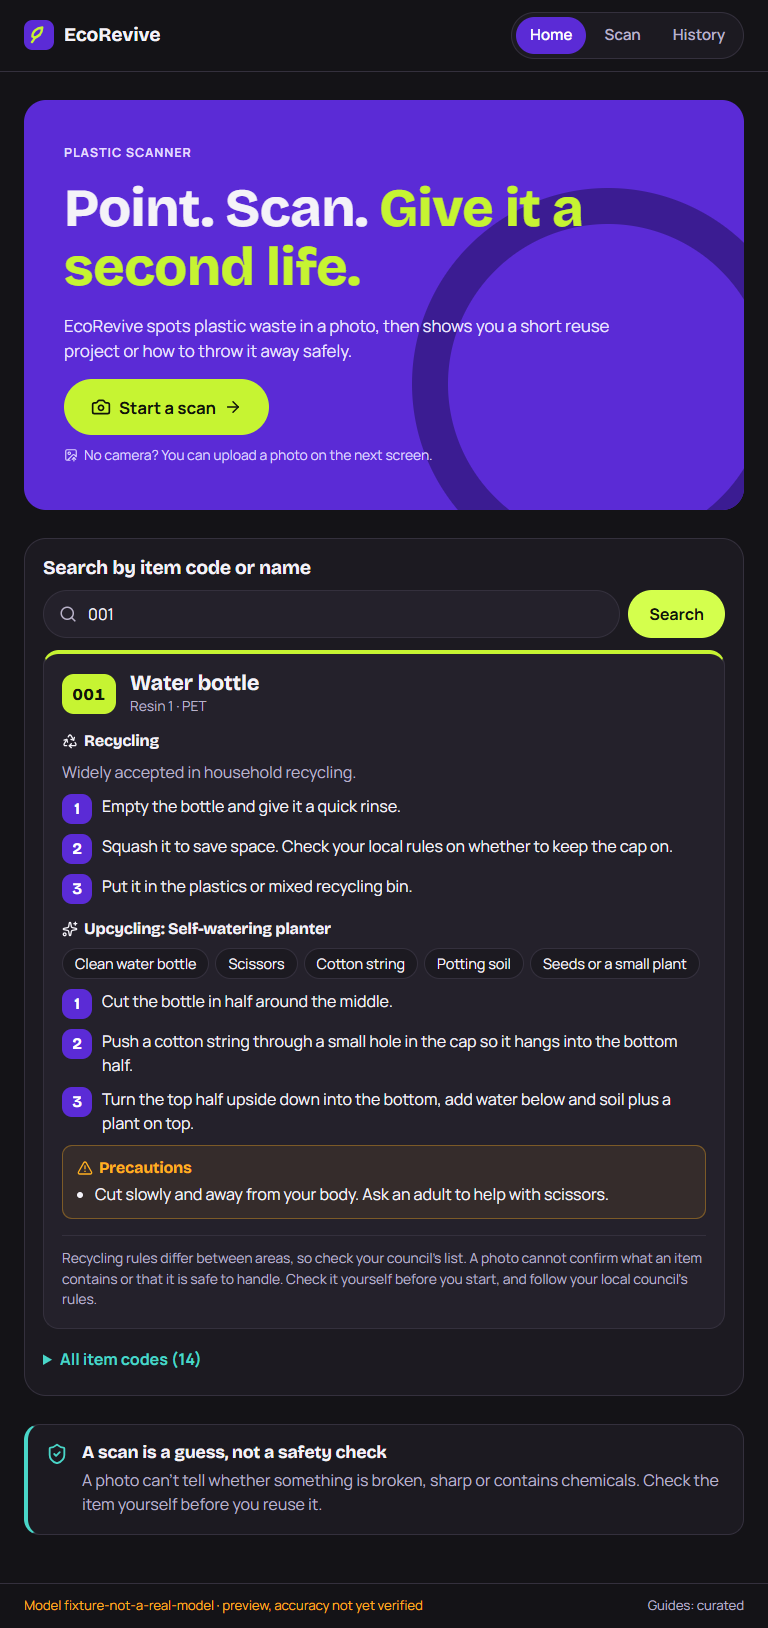 EcoRevive
Home Scan History
PLASTIC SCANNER
Point. Scan. Give it a
second life.
EcoRevive spots plastic waste in a photo, then shows you a short reuse
project or how to throw it away safely.
Start a scan
No camera? You can upload a photo on the next screen.
Search by item code or name
001
Search
001
Water bottle
Resin 1 · PET
Recycling
Widely accepted in household recycling.
1 Empty the bottle and give it a quick rinse.
2 Squash it to save space. Check your local rules on whether to keep the cap on.
3 Put it in the plastics or mixed recycling bin.
Upcycling: Self-watering planter
Clean water bottle Scissors Cotton string Potting soil Seeds or a small plant
1 Cut the bottle in half around the middle.
2 Push a cotton string through a small hole in the cap so it hangs into the bottom
half.
3 Turn the top half upside down into the bottom, add water below and soil plus a
plant on top.
Precautions
• Cut slowly and away from your body. Ask an adult to help with scissors.
Recycling rules differ between areas, so check your council's list. A photo cannot confirm what an item
contains or that it is safe to handle. Check it yourself before you start, and follow your local council's
rules.
All item codes (14)
A scan is a guess, not a safety check
A photo can't tell whether something is broken, sharp or contains chemicals. Check the
item yourself before you reuse it.
Model fixture-not-a-real-model · preview, accuracy not yet verified
Guides: curated